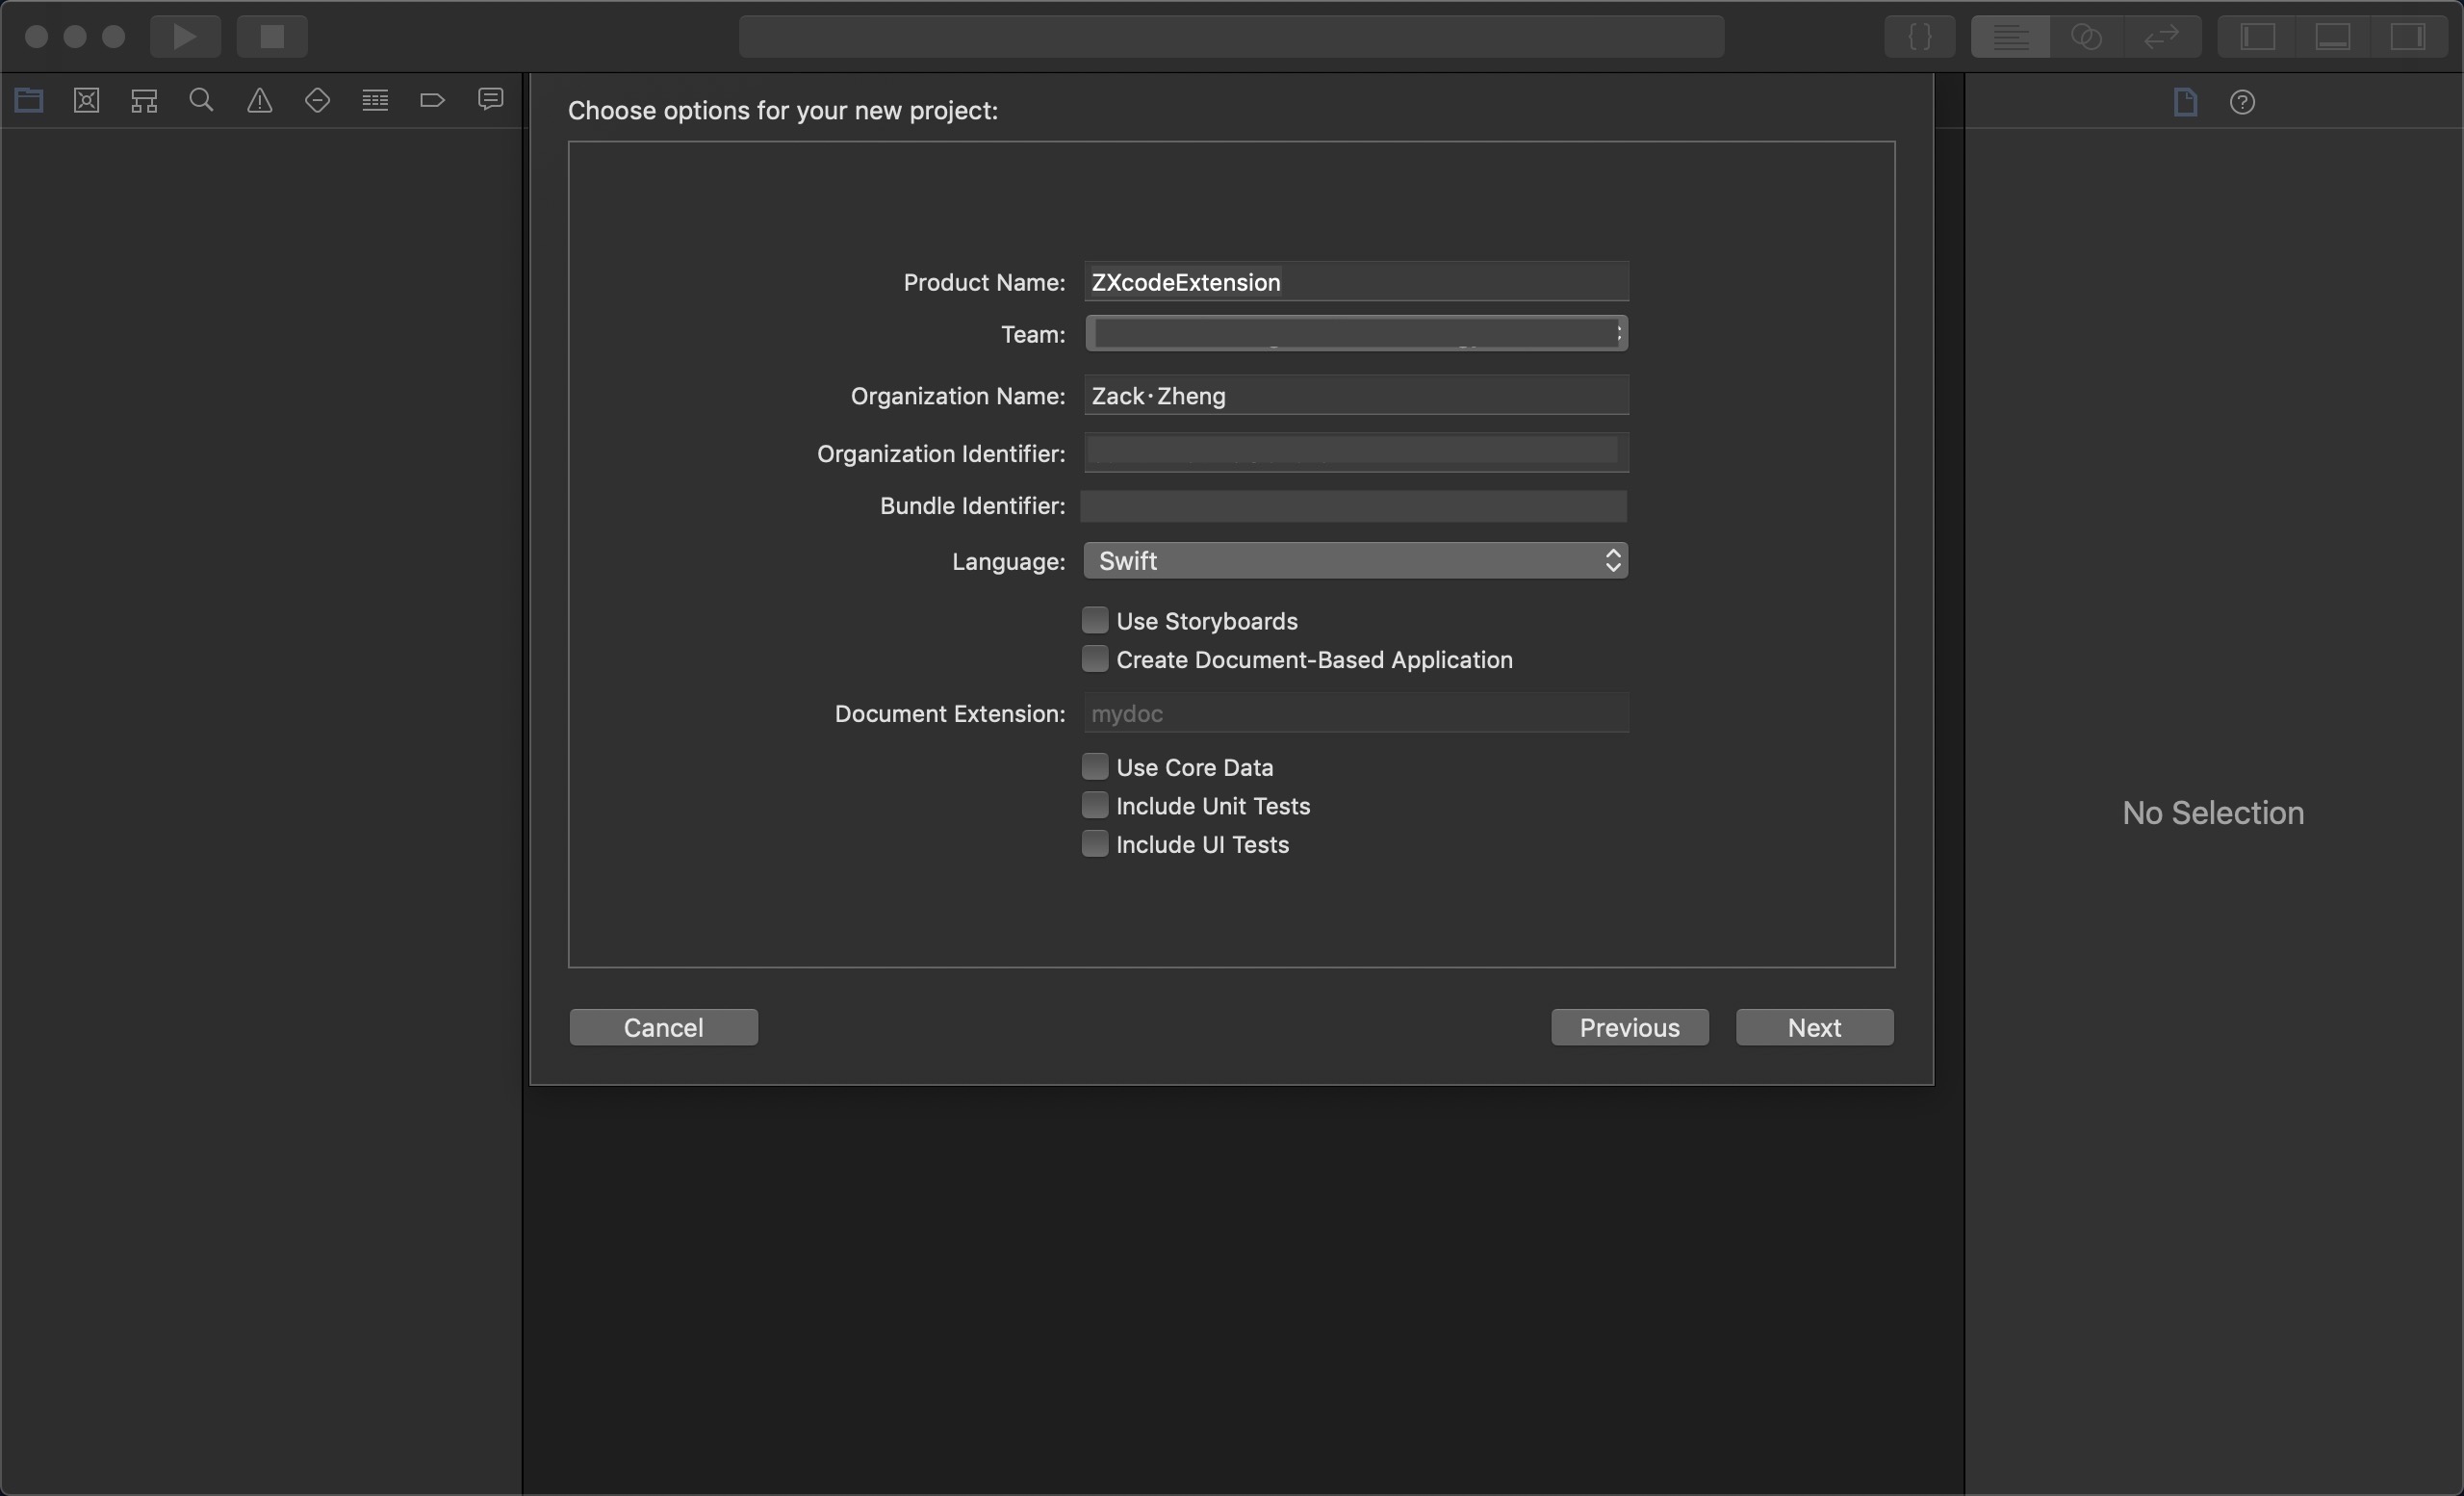 Choose options for your new project:
Product Name: ZXcodeExtension
Team:
Organization Name: Zack·Zheng
Organization Identifier:
Bundle Identifier:
Language: Swift
Use Storyboards
Create Document-Based Application
Document Extension: mydoc
Use Core Data
Include Unit Tests
Include UI Tests
No Selection
Cancel
Previous
Next